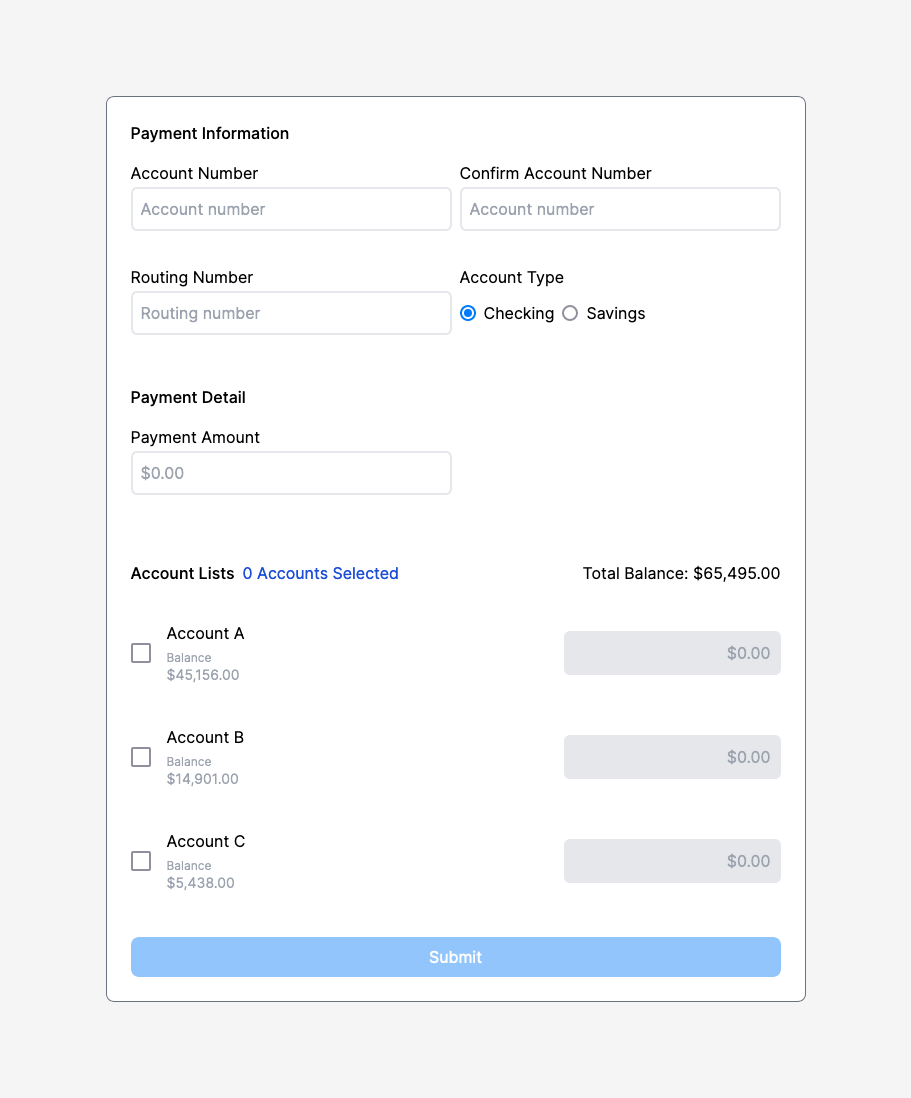 Payment Information
Account Number
Confirm Account Number
Account number
Account number
Routing Number
Account Type
Routing number
Checking
Savings
Payment Detail
Payment Amount
$0.00
Account Lists 0 Accounts Selected
Total Balance: $65,495.00
Account A
Balance
$45,156.00
$0.00
Account B
Balance
$14,901.00
$0.00
Account C
Balance
$5,438.00
$0.00
Submit